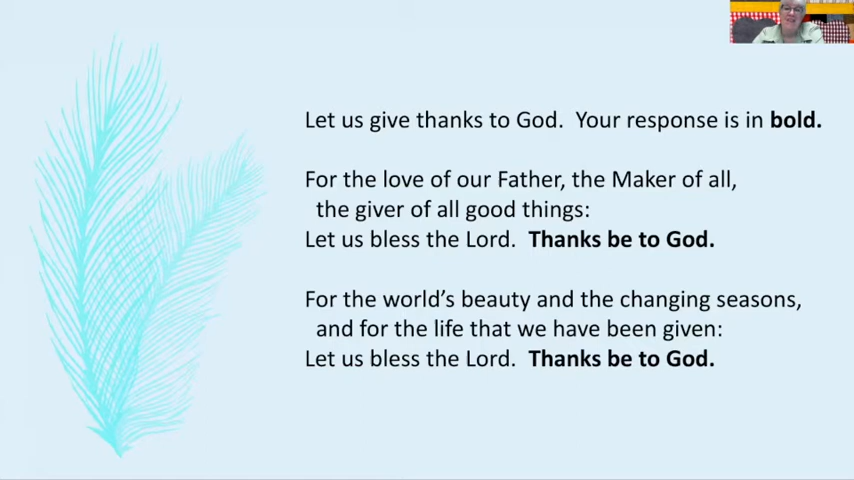 Let us give thanks to God. Your response is in bold.
For the love of our Father, the Maker of all,
the giver of all good things:
Let us bless the Lord. Thanks be to God.
For the world’s beauty and the changing seasons,
and for the life that we have been given:
Let us bless the Lord. Thanks be to God.